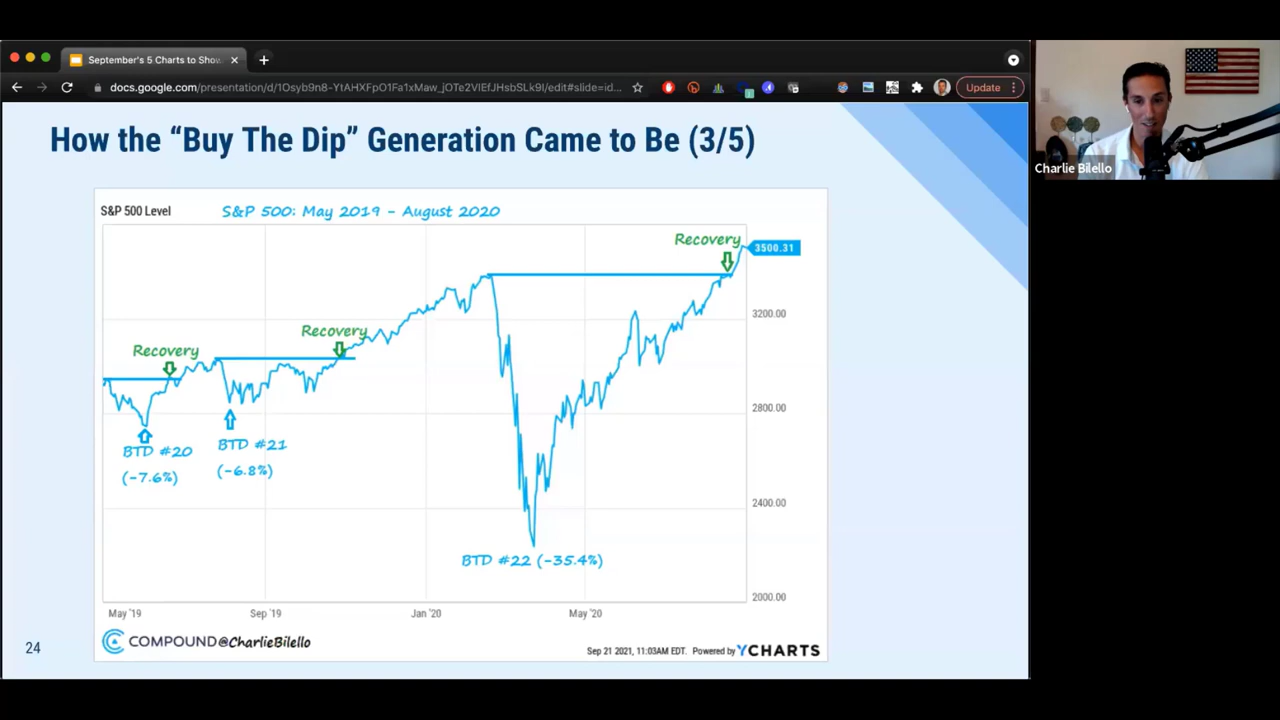 September's 5 Charts to Show
Update
docs.google.com/presentation/d/1Osyb9n8-YtAHXFpO1Fa1xMaw_jOTe2VIEfJHsbSLk9I/edit#slide=id...
How the “Buy The Dip” Generation Came to Be (3/5)
Charlie Bilello
S&P 500 Level
S&P 500: May 2019 – August 2020
Recovery
3500.31
3200.00
Recovery
Recovery
2800.00
BTD #20
(-7.6%)
BTD #21
(-6.8%)
2400.00
BTD #22 (-35.4%)
2000.00
May '19
Sep '19
Jan '20
May '20
COMPOUND@CharlieBilello
Sep 21 2021, 11:03AM EDT. Powered by YCHARTS
24